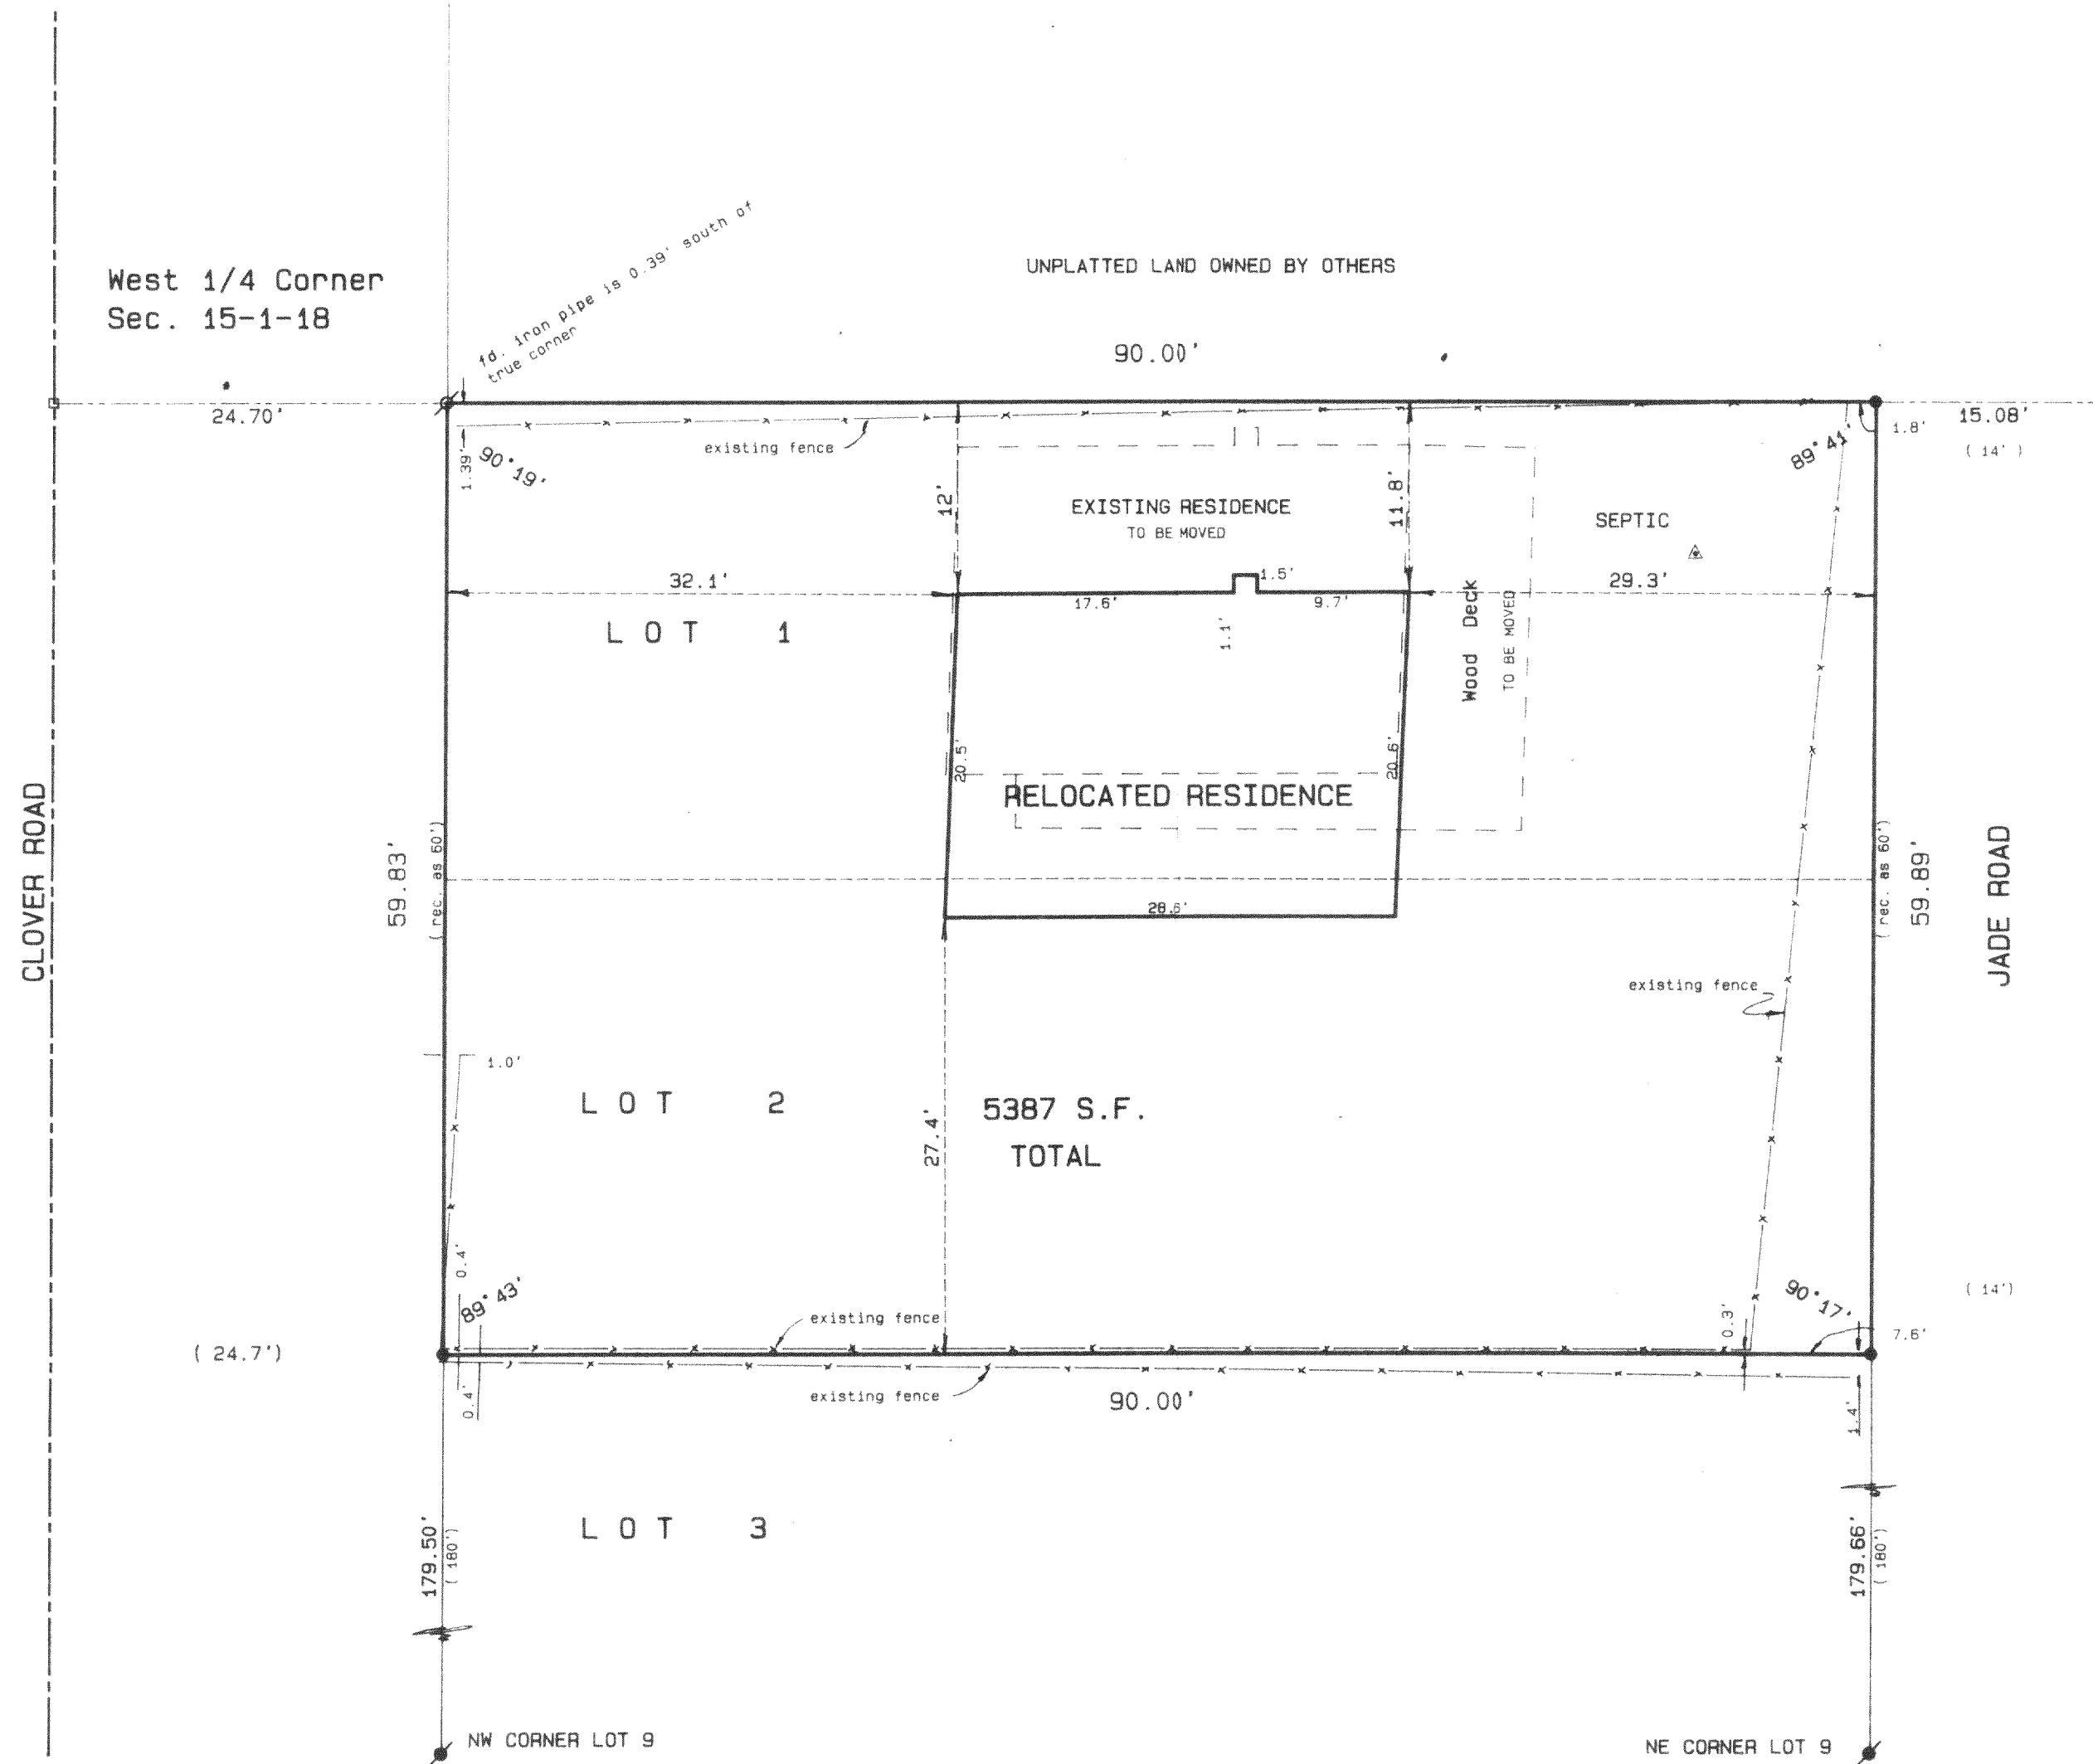 fd. iron pipe is 0.39' south of
true corner
UNPLATTED LAND OWNED BY OTHERS
West 1/4 Corner
Sec. 15-1-18
90.00'
24.70'
15.08'
1.8'
( 14' )
existing fence
1.39'
90°19'
89°41'
12'
11.8'
EXISTING RESIDENCE
TO BE MOVED
SEPTIC
32.1'
1.5'
29.3'
17.6'
9.7'
1.1'
LOT 1
Wood Deck
TO BE MOVED
20.5'
20.6'
RELOCATED RESIDENCE
CLOVER ROAD
59.83'
( rec. as 60')
( rec. as 60')
59.89'
JADE ROAD
28.6'
existing fence
1.0'
LOT 2
5387 S.F.
TOTAL
27.4'
0.4'
89°43'
existing fence
0.3'
90°17'
( 14')
7.6'
( 24.7')
0.4'
existing fence
90.00'
1.4'
LOT 3
179.50'
( 180')
179.66'
( 180')
NW CORNER LOT 9
NE CORNER LOT 9